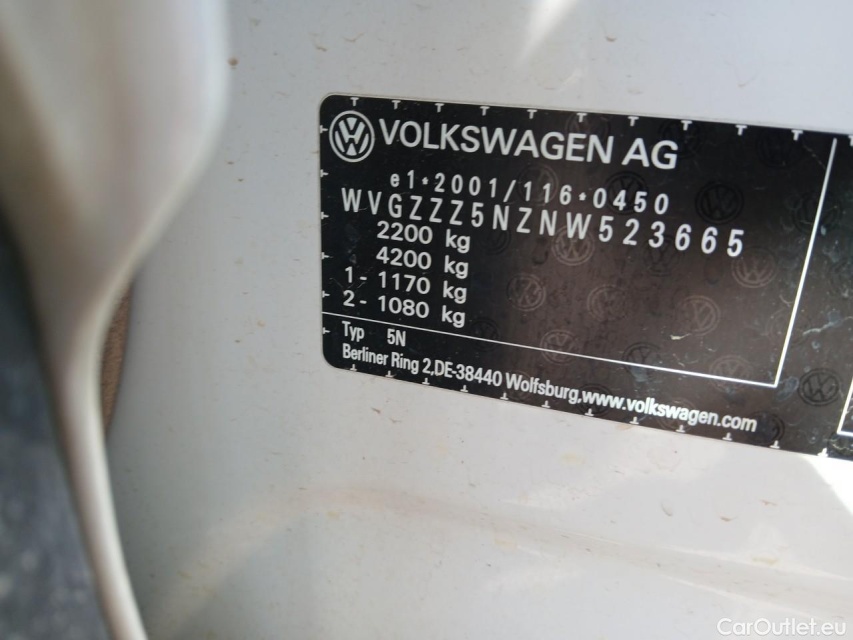 VOLKSWAGEN AG
e1*2001/116*0450
WVGZZZ5NZNW523665
2200 kg
4200 kg
1- 1170 kg
2- 1080 kg
Typ 5N
Berliner Ring 2,DE-38440 Wolfsburg,www.volkswagen.com
CarOutlet.eu